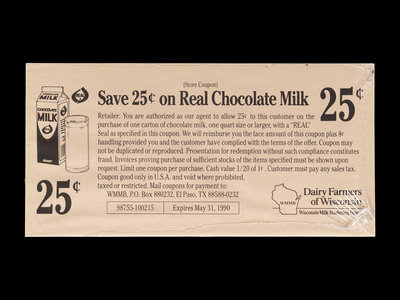 (Store Coupon)
Save 25¢ on Real Chocolate Milk
25¢
Retailer: You are authorized as our agent to allow 25¢ to this customer on the
purchase of one carton of chocolate milk, one quart size or larger, with a "REAL"
Seal as specified in this coupon. We will reimburse you the face amount of this coupon plus 8¢
handling provided you and the customer have complied with the terms of the offer. Coupon may
not be duplicated or reproduced. Presentation for redemption without such compliance constitutes
fraud. Invoices proving purchase of sufficient stocks of the items specified must be shown upon
request. Limit one coupon per purchase. Cash value 1/20 of 1¢. Customer must pay any sales tax.
Coupon good only in U.S.A. and void where prohibited,
taxed or restricted. Mail coupons for payment to:
WMMB, P.O. Box 880232, El Paso, TX 88588-0232
98755-100215
Expires May 31, 1990
MILK
CHOCOLATE
MILK
REAL
25¢
WMMB
Dairy Farmers
of Wisconsin
Wisconsin Milk Marketing Board